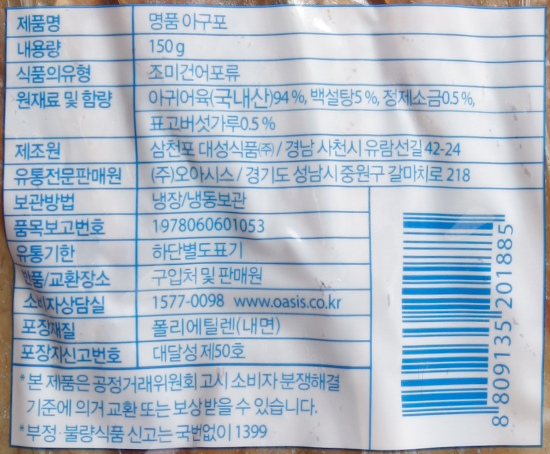 제품명 명품 아구포
내용량 150g
식품의유형 조미건어포류
원재료 및 함량 아귀어육(국내산)94%, 백설탕5%, 정제소금0.5%,
표고버섯가루0.5%
제조원 삼천포 대성식품㈜/ 경남 사천시 유람선길 42-24
유통전문판매원 (주)오아시스/ 경기도 성남시 중원구 갈마치로 218
보관방법 냉장/냉동보관
품목보고번호 1978060601053
유통기한 하단별도표기
반품/교환장소 구입처 및 판매원
소비자상담실 1577-0098 www.oasis.co.kr
포장재질 폴리에틸렌(내면)
포장자신고번호 대달성 제50호
*본 제품은 공정거래위원회 고시 소비자 분쟁해결
기준에 의거 교환 또는 보상받을 수 있습니다.
*부정·불량식품 신고는 국번없이 1399
8 809135 201885